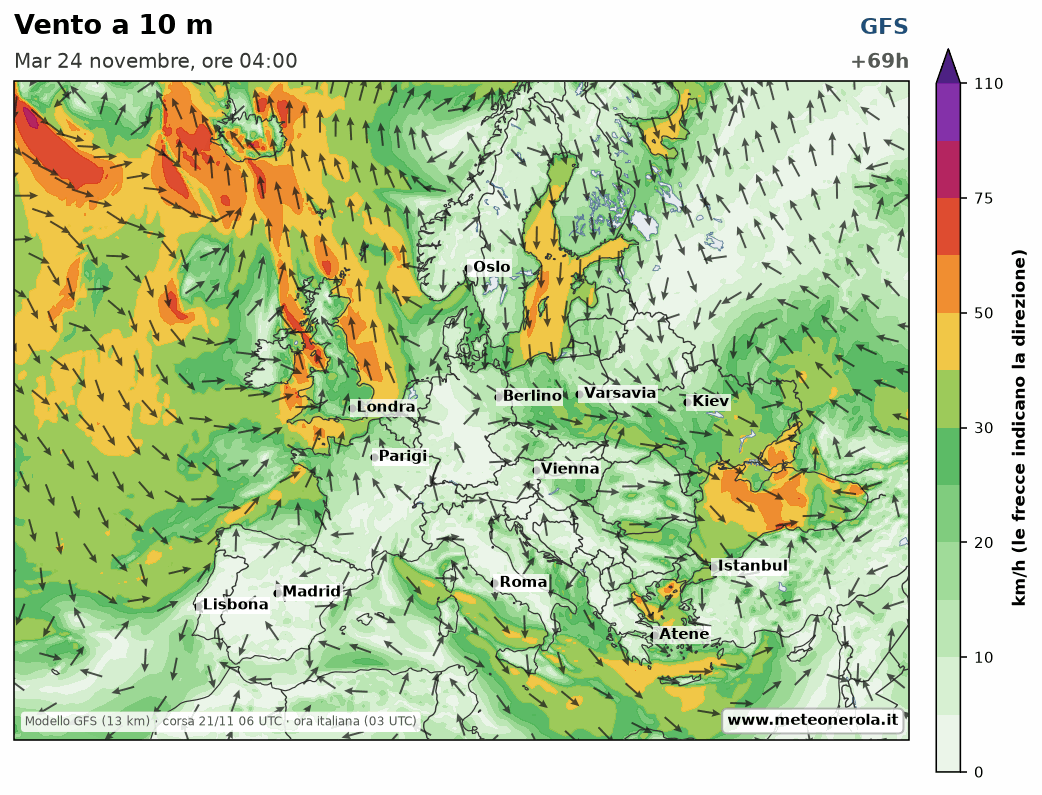 Vento a 10 m
GFS
Mar 24 novembre, ore 04:00
+69h
Oslo
Londra
Berlino
Varsavia
Kiev
Parigi
Vienna
Istanbul
Roma
Madrid
Lisbona
Atene
Modello GFS (13 km) · corsa 21/11 06 UTC · ora italiana (03 UTC)
www.meteonerola.it
110
75
50
30
20
10
0
km/h (le frecce indicano la direzione)